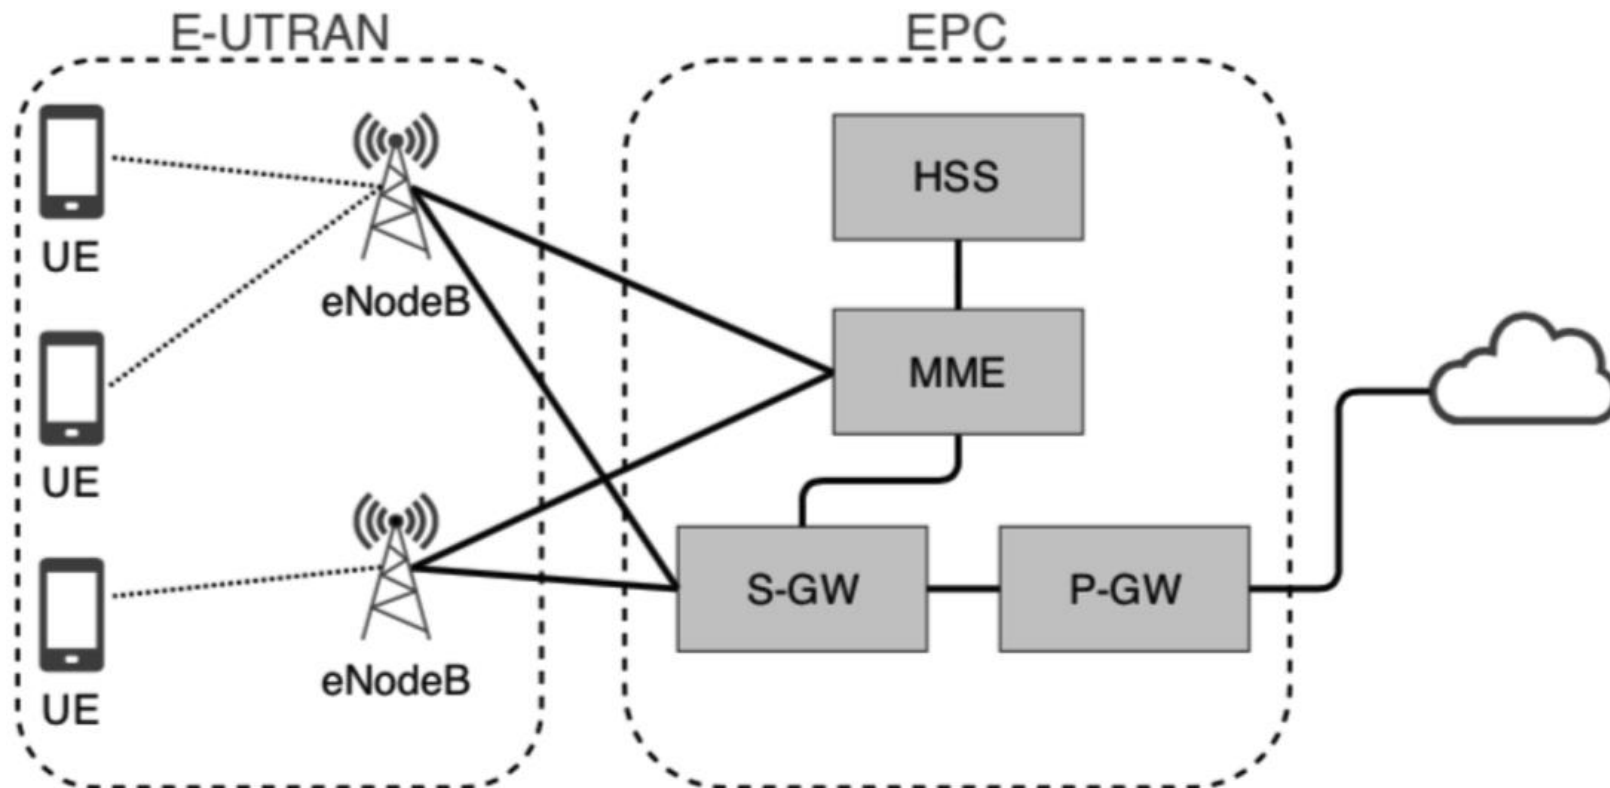 E-UTRAN
EPC
UE
eNodeB
UE
eNodeB
UE
HSS
MME
S-GW
P-GW